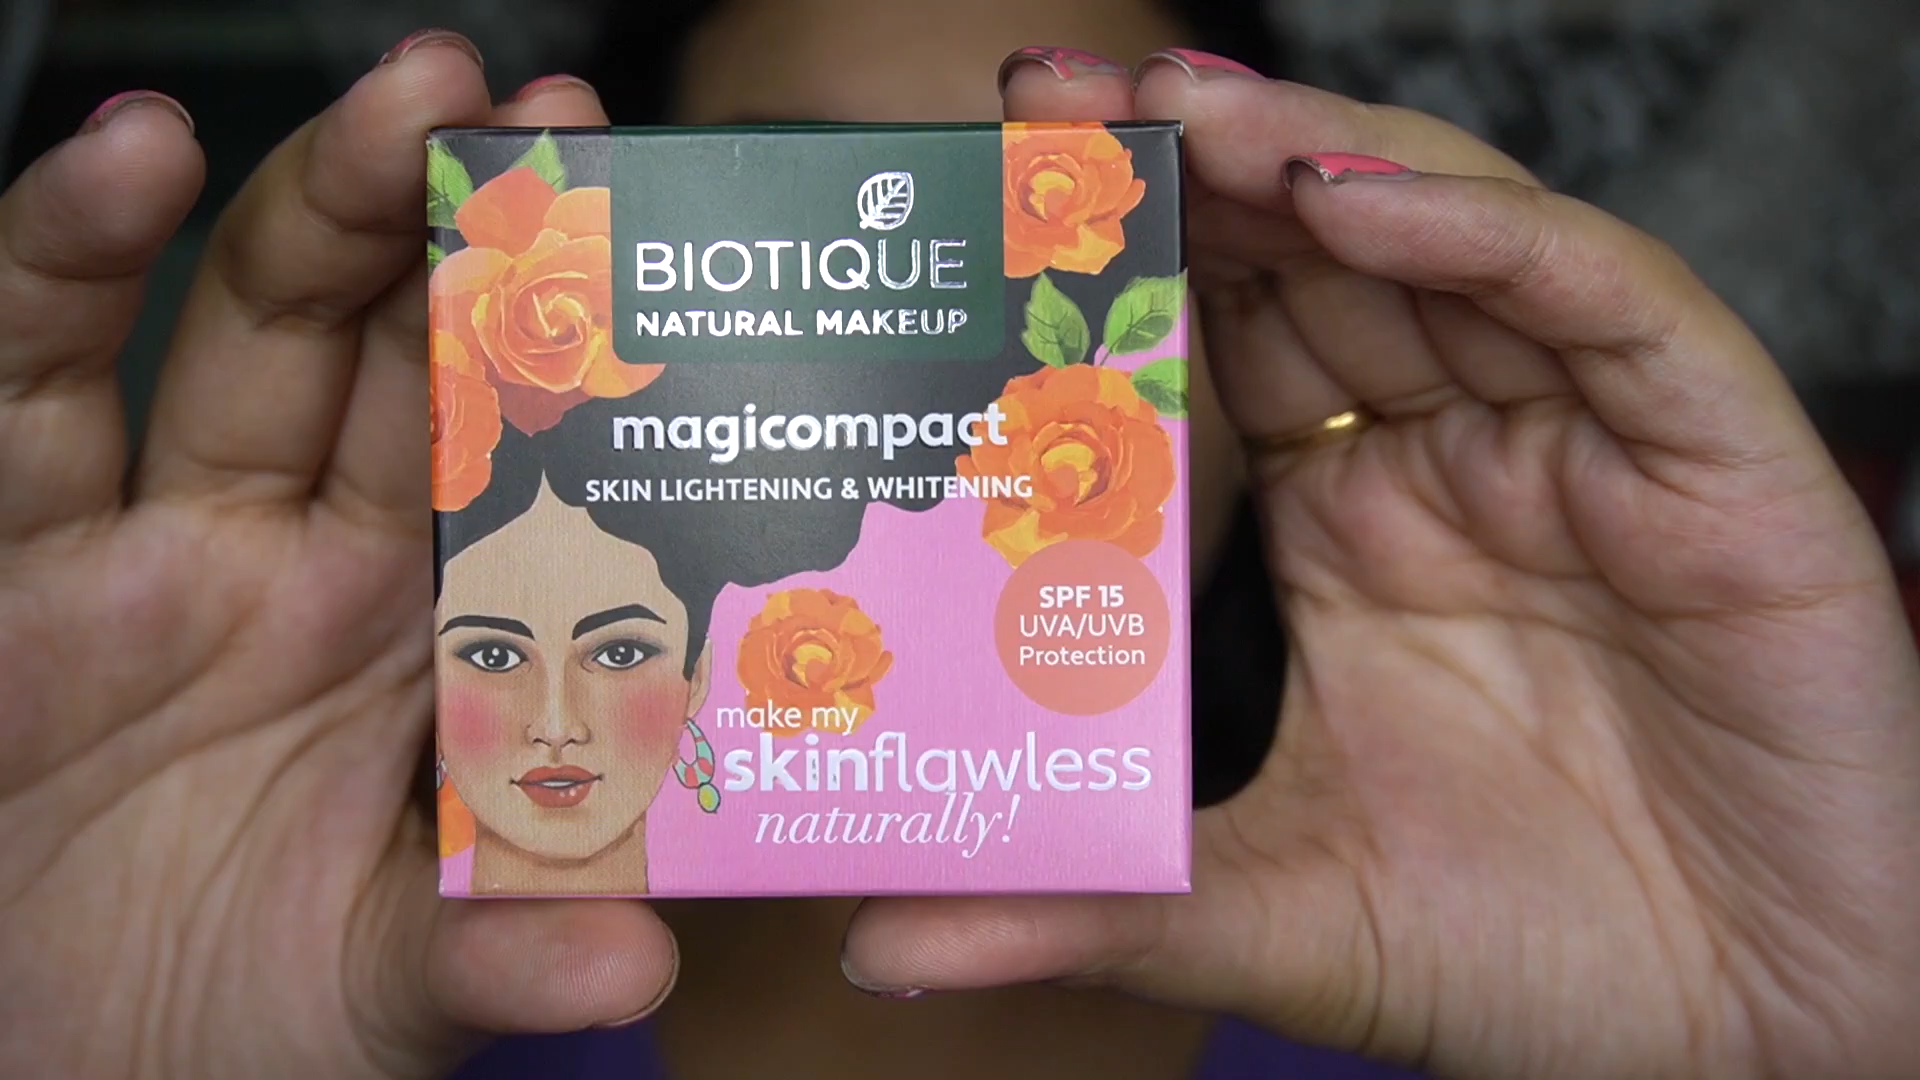 BIOTIQUE
NATURAL MAKEUP
magicompact
SKIN LIGHTENING & WHITENING
SPF 15
UVA/UVB
Protection
make my
skinflawless
naturally!